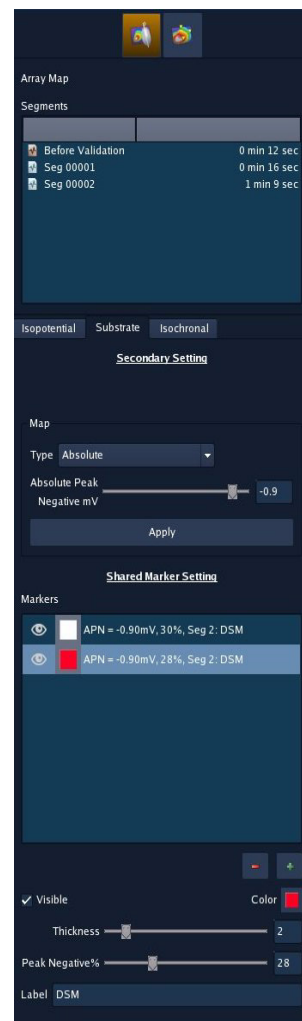 Array Map
Segments
Before Validation 0 min 12 sec
Seg 00001 0 min 16 sec
Seg 00002 1 min 9 sec
Isopotential Substrate Isochronal
Secondary Setting
Map
Type Absolute
Absolute Peak
Negative mV -0.9
Apply
Shared Marker Setting
Markers
APN = -0.90mV, 30%, Seg 2: DSM
APN = -0.90mV, 28%, Seg 2: DSM
- +
Visible Color
Thickness 2
Peak Negative% 28
Label DSM